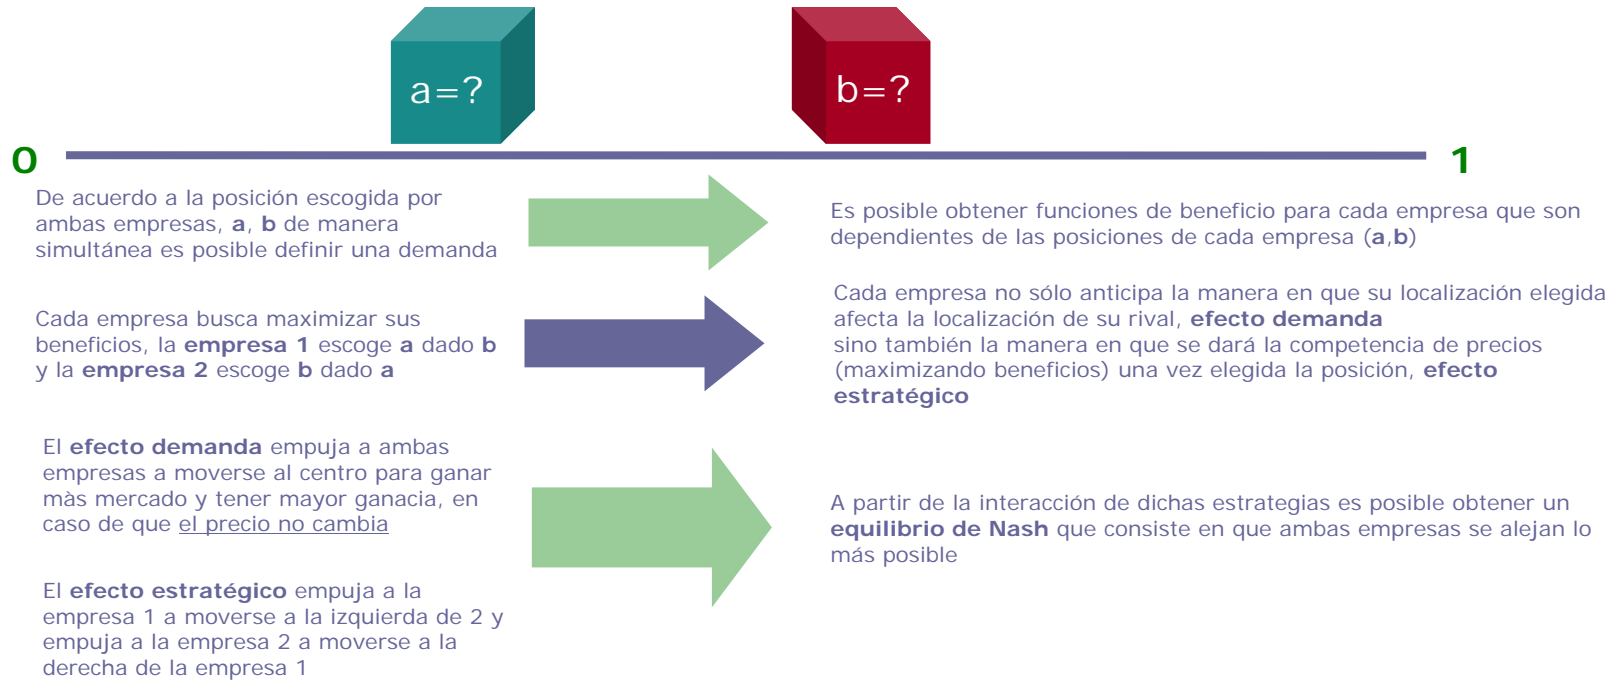 a=?
b=?
0
1
De acuerdo a la posición escogida por
ambas empresas, a, b de manera
simultánea es posible definir una demanda
Es posible obtener funciones de beneficio para cada empresa que son
dependientes de las posiciones de cada empresa (a,b)
Cada empresa busca maximizar sus
beneficios, la empresa 1 escoge a dado b
y la empresa 2 escoge b dado a
Cada empresa no sólo anticipa la manera en que su localización elegida
afecta la localización de su rival, efecto demanda
sino también la manera en que se dará la competencia de precios
(maximizando beneficios) una vez elegida la posición, efecto
estratégico
El efecto demanda empuja a ambas
empresas a moverse al centro para ganar
màs mercado y tener mayor ganacia, en
caso de que el precio no cambia
A partir de la interacción de dichas estrategias es posible obtener un
equilibrio de Nash que consiste en que ambas empresas se alejan lo
más posible
El efecto estratégico empuja a la
empresa 1 a moverse a la izquierda de 2 y
empuja a la empresa 2 a moverse a la
derecha de la empresa 1